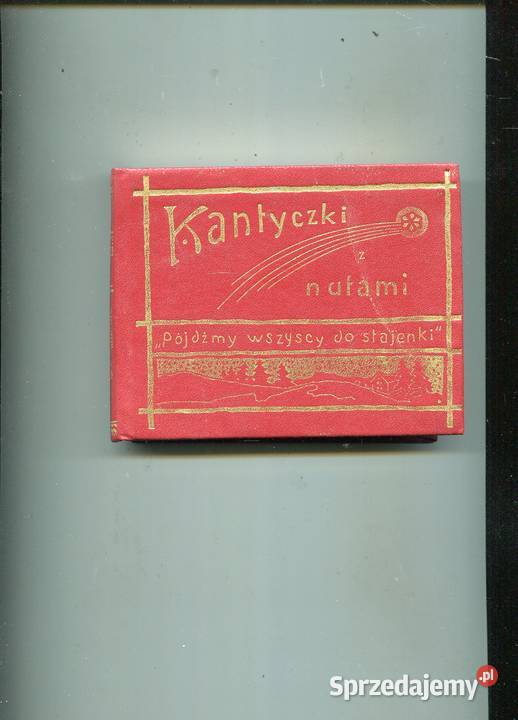 Kantyczki
z
nutami
"Pójdźmy wszyscy do stajenki"
Sprzedajemy.pl